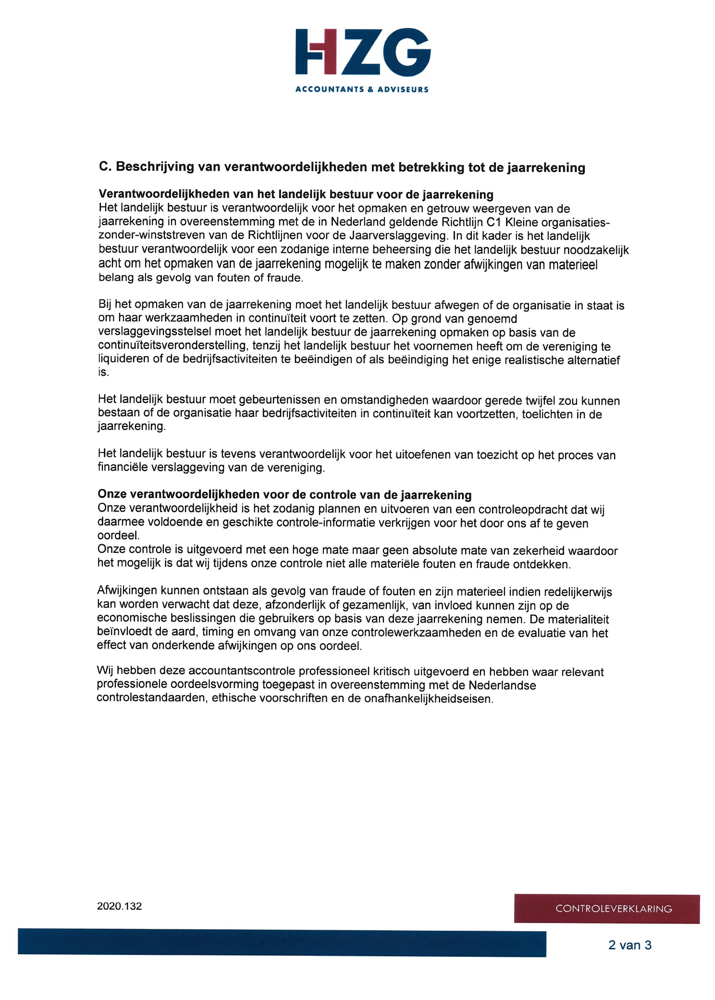 HZG
ACCOUNTANTS & ADVISEURS
C. Beschrijving van verantwoordelijkheden met betrekking tot de jaarrekening
Verantwoordelijkheden van het landelijk bestuur voor de jaarrekening
Het landelijk bestuur is verantwoordelijk voor het opmaken en getrouw weergeven van de
jaarrekening in overeenstemming met de in Nederland geldende Richtlijn C1 Kleine organisaties-
zonder-winststreven van de Richtlijnen voor de Jaarverslaggeving. In dit kader is het landelijk
bestuur verantwoordelijk voor een zodanige interne beheersing die het landelijk bestuur noodzakelijk
acht om het opmaken van de jaarrekening mogelijk te maken zonder afwijkingen van materieel
belang als gevolg van fouten of fraude.
Bij het opmaken van de jaarrekening moet het landelijk bestuur afwegen of de organisatie in staat is
om haar werkzaamheden in continuïteit voort te zetten. Op grond van genoemd
verslaggevingsstelsel moet het landelijk bestuur de jaarrekening opmaken op basis van de
continuïteitsveronderstelling, tenzij het landelijk bestuur het voornemen heeft om de vereniging te
liquideren of de bedrijfsactiviteiten te beëindigen of als beëindiging het enige realistische alternatief
is.
Het landelijk bestuur moet gebeurtenissen en omstandigheden waardoor gerede twijfel zou kunnen
bestaan of de organisatie haar bedrijfsactiviteiten in continuïteit kan voortzetten, toelichten in de
jaarrekening.
Het landelijk bestuur is tevens verantwoordelijk voor het uitoefenen van toezicht op het proces van
financiële verslaggeving van de vereniging.
Onze verantwoordelijkheden voor de controle van de jaarrekening
Onze verantwoordelijkheid is het zodanig plannen en uitvoeren van een controleopdracht dat wij
daarmee voldoende en geschikte controle-informatie verkrijgen voor het door ons af te geven
oordeel.
Onze controle is uitgevoerd met een hoge mate maar geen absolute mate van zekerheid waardoor
het mogelijk is dat wij tijdens onze controle niet alle materiële fouten en fraude ontdekken.
Afwijkingen kunnen ontstaan als gevolg van fraude of fouten en zijn materieel indien redelijkerwijs
kan worden verwacht dat deze, afzonderlijk of gezamenlijk, van invloed kunnen zijn op de
economische beslissingen die gebruikers op basis van deze jaarrekening nemen. De materialiteit
beïnvloedt de aard, timing en omvang van onze controlewerkzaamheden en de evaluatie van het
effect van onderkende afwijkingen op ons oordeel.
Wij hebben deze accountantscontrole professioneel kritisch uitgevoerd en hebben waar relevant
professionele oordeelsvorming toegepast in overeenstemming met de Nederlandse
controlestandaarden, ethische voorschriften en de onafhankelijkheidseisen.
2020.132
CONTROLEVERKLARING
2 van 3